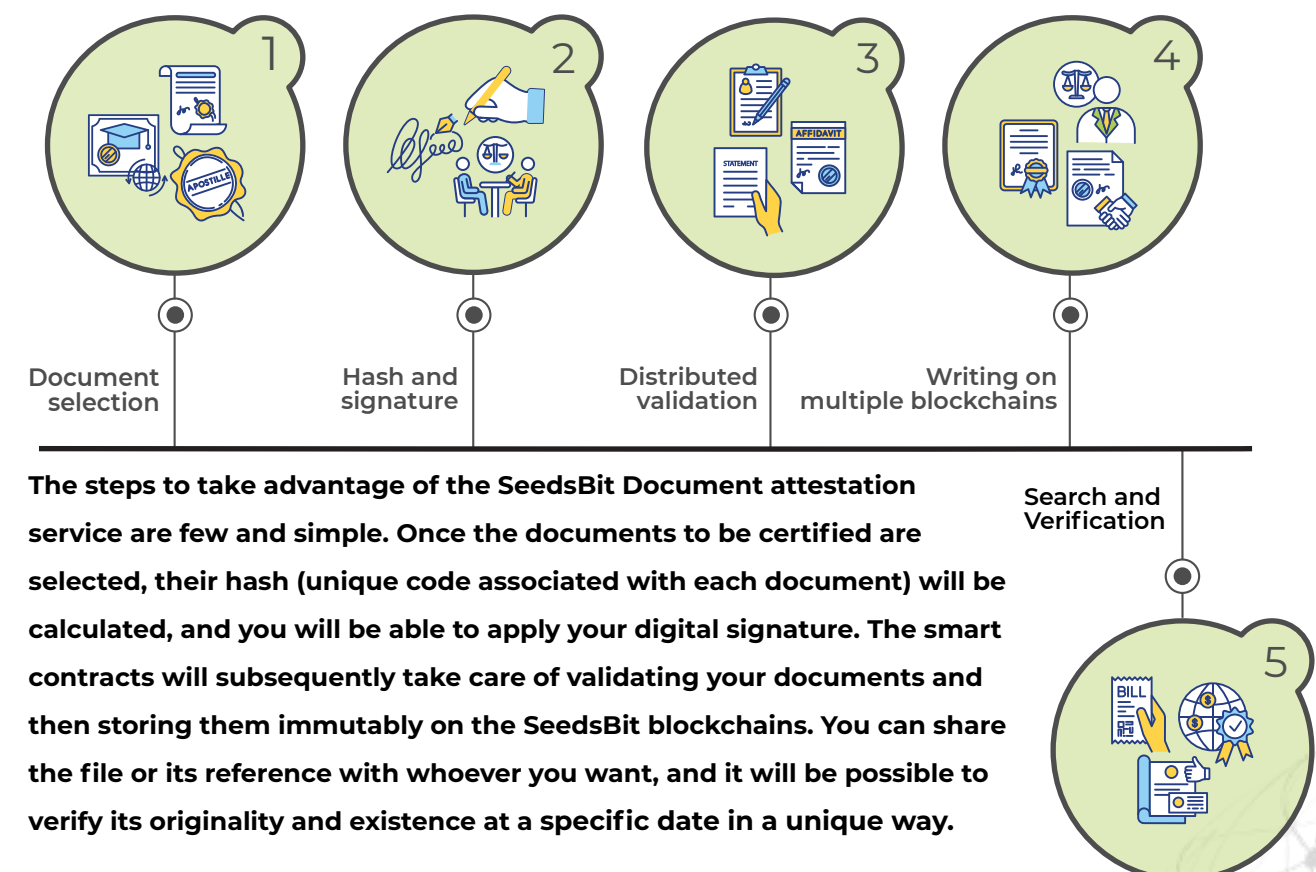 1
2
3
4
APOSTILLE
STATEMENT
AFFIDAVIT
Document
selection
Hash and
signature
Distributed
validation
Writing on
multiple blockchains
The steps to take advantage of the SeedsBit Document attestation
service are few and simple. Once the documents to be certified are
selected, their hash (unique code associated with each document) will be
calculated, and you will be able to apply your digital signature. The smart
contracts will subsequently take care of validating your documents and
then storing them immutably on the SeedsBit blockchains. You can share
the file or its reference with whoever you want, and it will be possible to
verify its originality and existence at a specific date in a unique way.
Search and
Verification
5
BILL
$
$